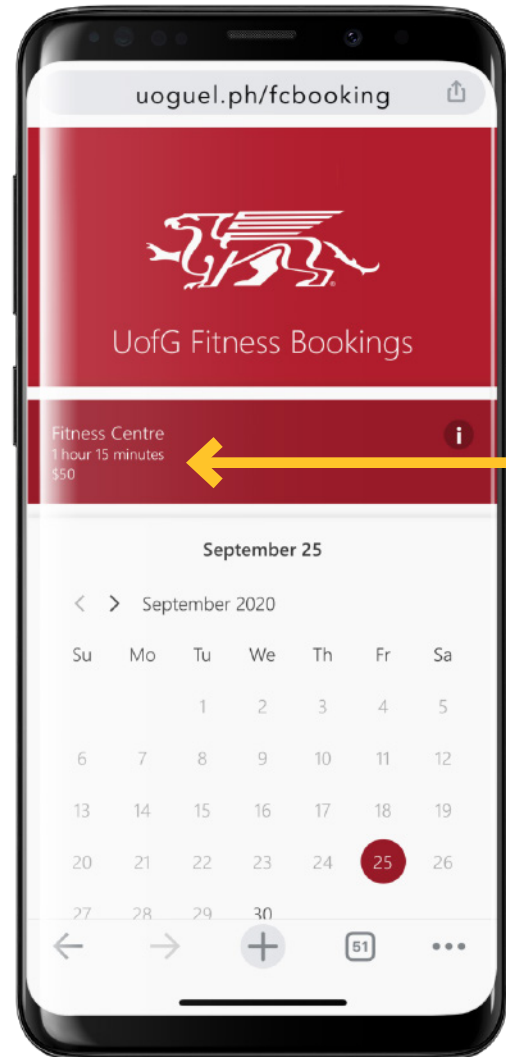 uoguel.ph/fcbooking
UofG Fitness Bookings
Fitness Centre
1 hour 15 minutes
$50
i
September 25
< > September 2020
Su Mo Tu We Th Fr Sa
1 2 3 4 5
6 7 8 9 10 11 12
13 14 15 16 17 18 19
20 21 22 23 24 25 26
27 28 29 30
51